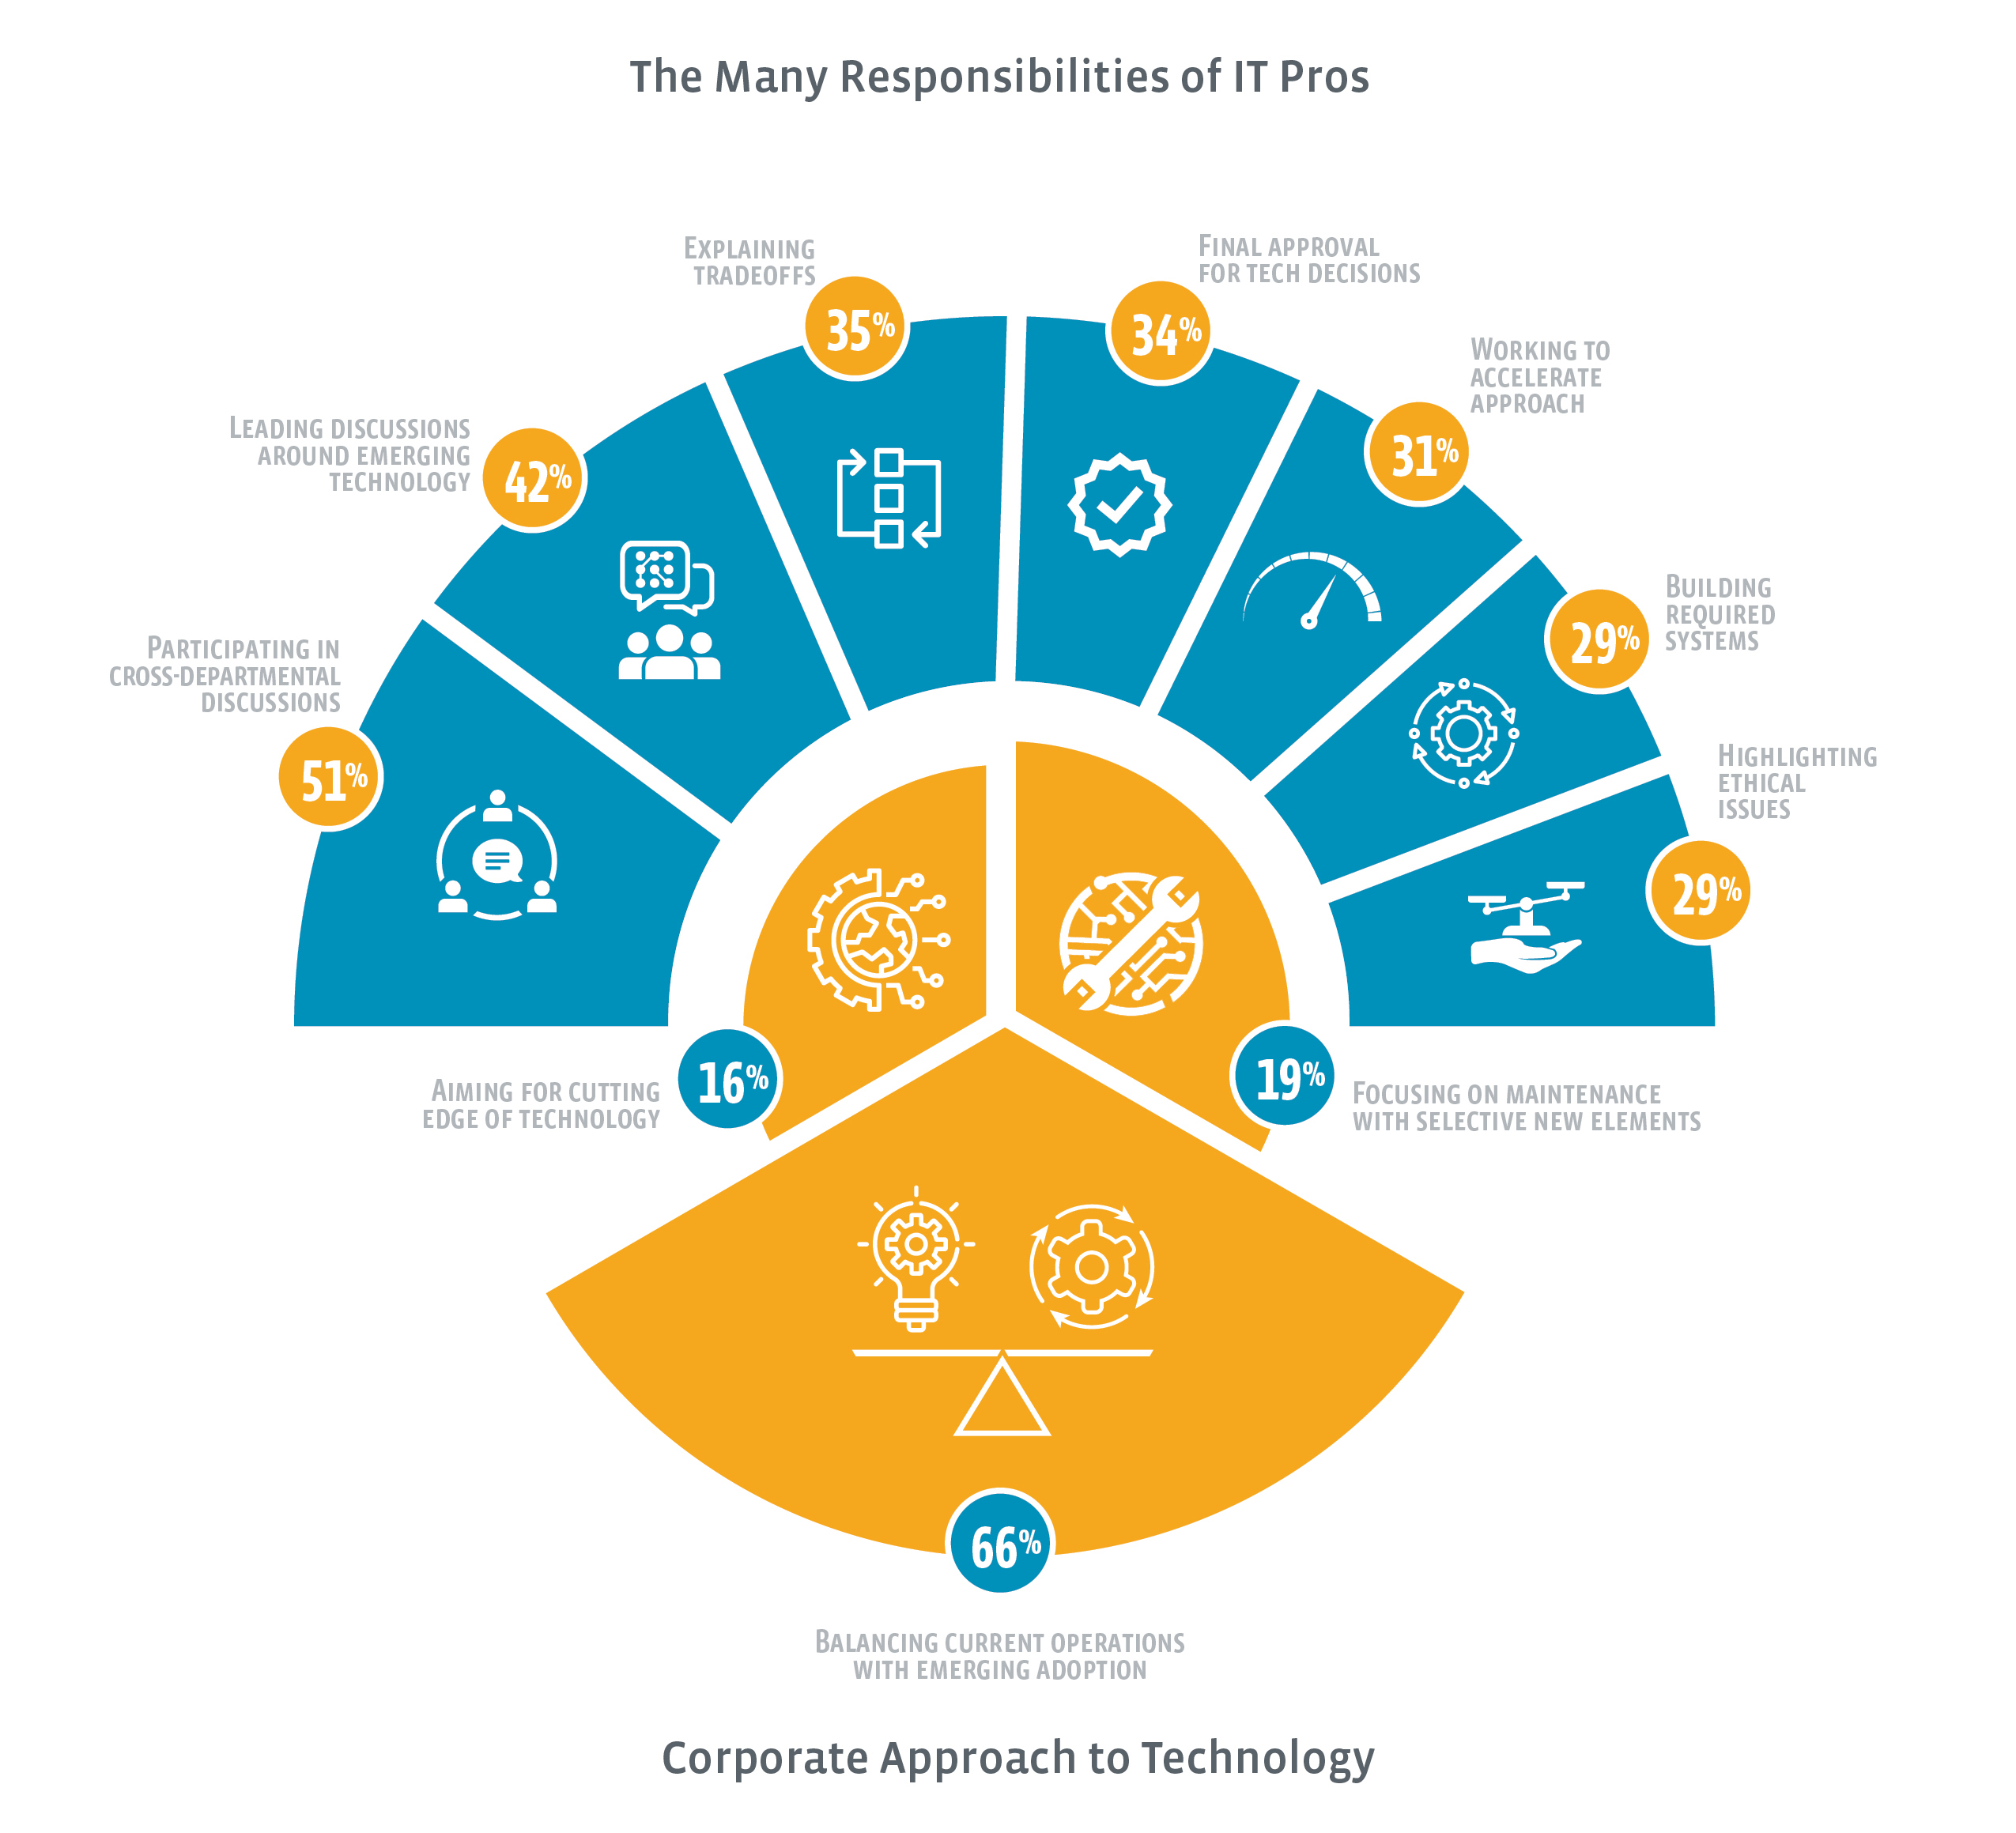 The Many Responsibilities of IT Pros
Explaining
tradeoffs
35%
Final approval
for tech decisions
34%
Working to
accelerate
approach
31%
Leading discussions
around emerging
technology
42%
Building
required
systems
29%
Participating in
cross-departmental
discussions
51%
Highlighting
ethical
issues
29%
Aiming for cutting
edge of technology
16%
19%
Focusing on maintenance
with selective new elements
66%
Balancing current operations
with emerging adoption
Corporate Approach to Technology